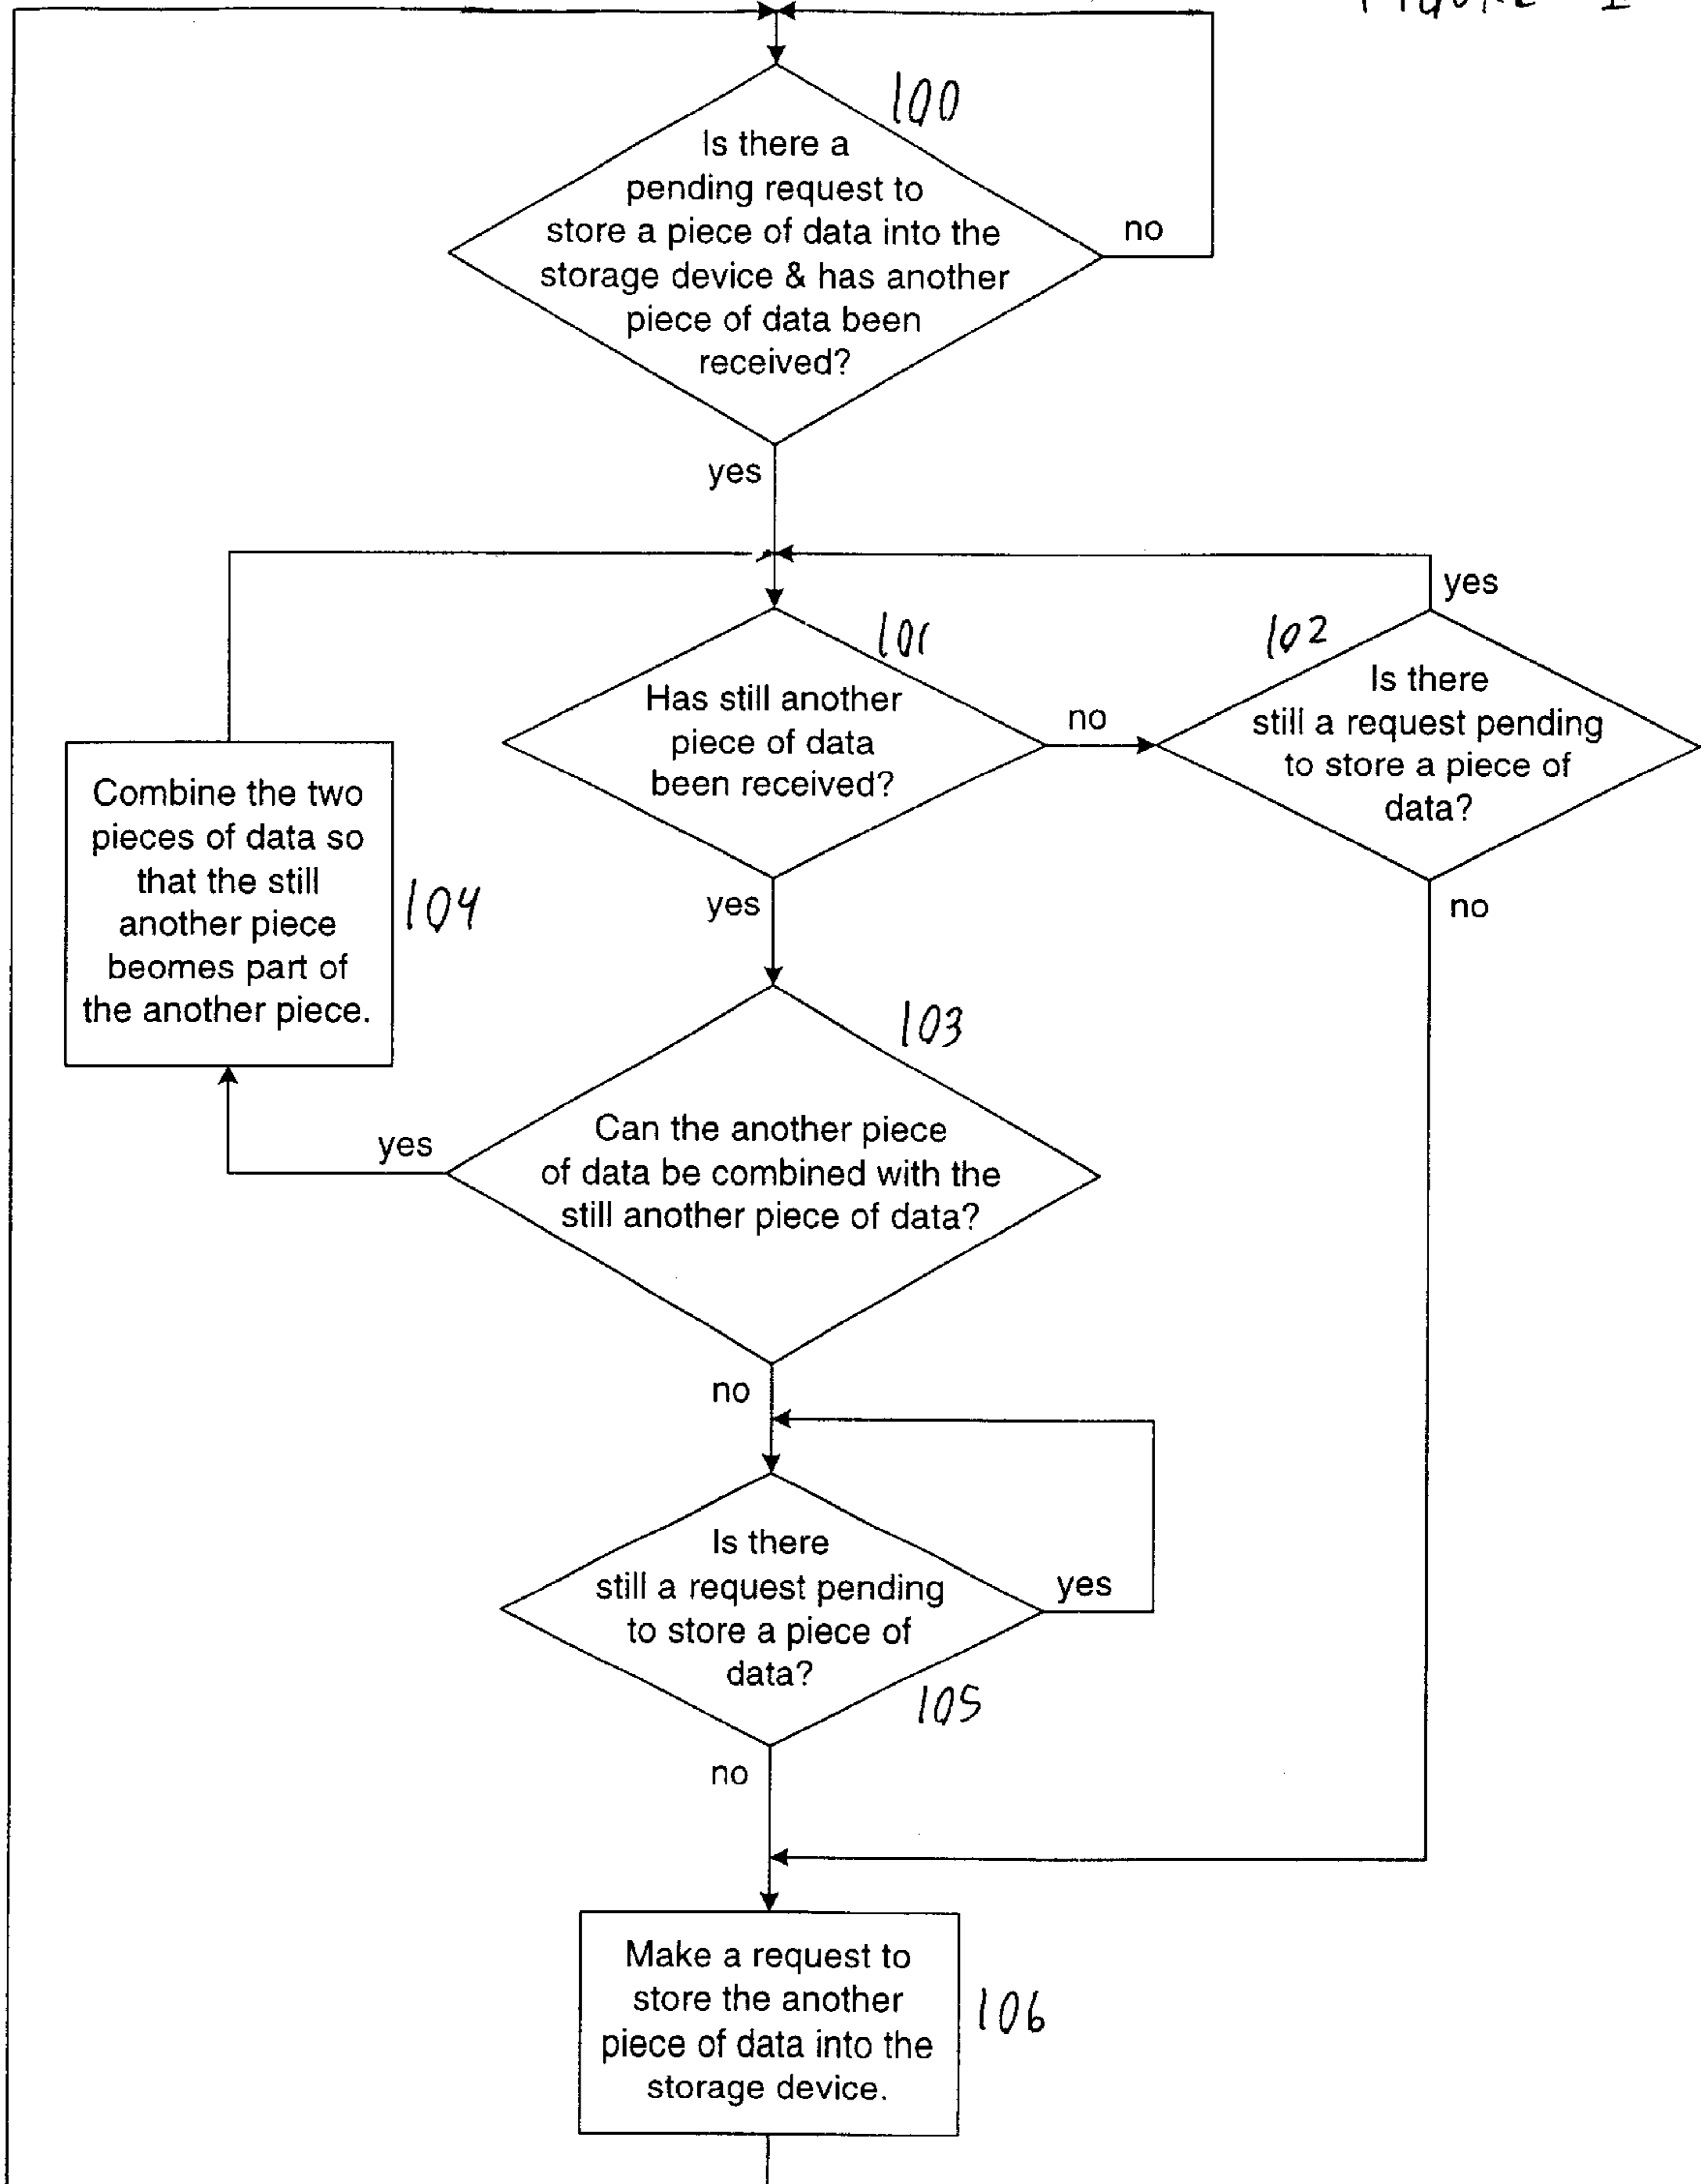 100
Is there a
pending request to
store a piece of data into the
storage device & has another
piece of data been
received?
no
yes
yes
101
102
Has still another
piece of data
been received?
no
Is there
still a request pending
to store a piece of
data?
Combine the two
pieces of data so
that the still
another piece
beomes part of
the another piece.
104
yes
no
103
Can the another piece
of data be combined with the
still another piece of data?
yes
no
Is there
still a request pending
to store a piece of
data?
yes
105
no
Make a request to
store the another
piece of data into the
storage device.
106